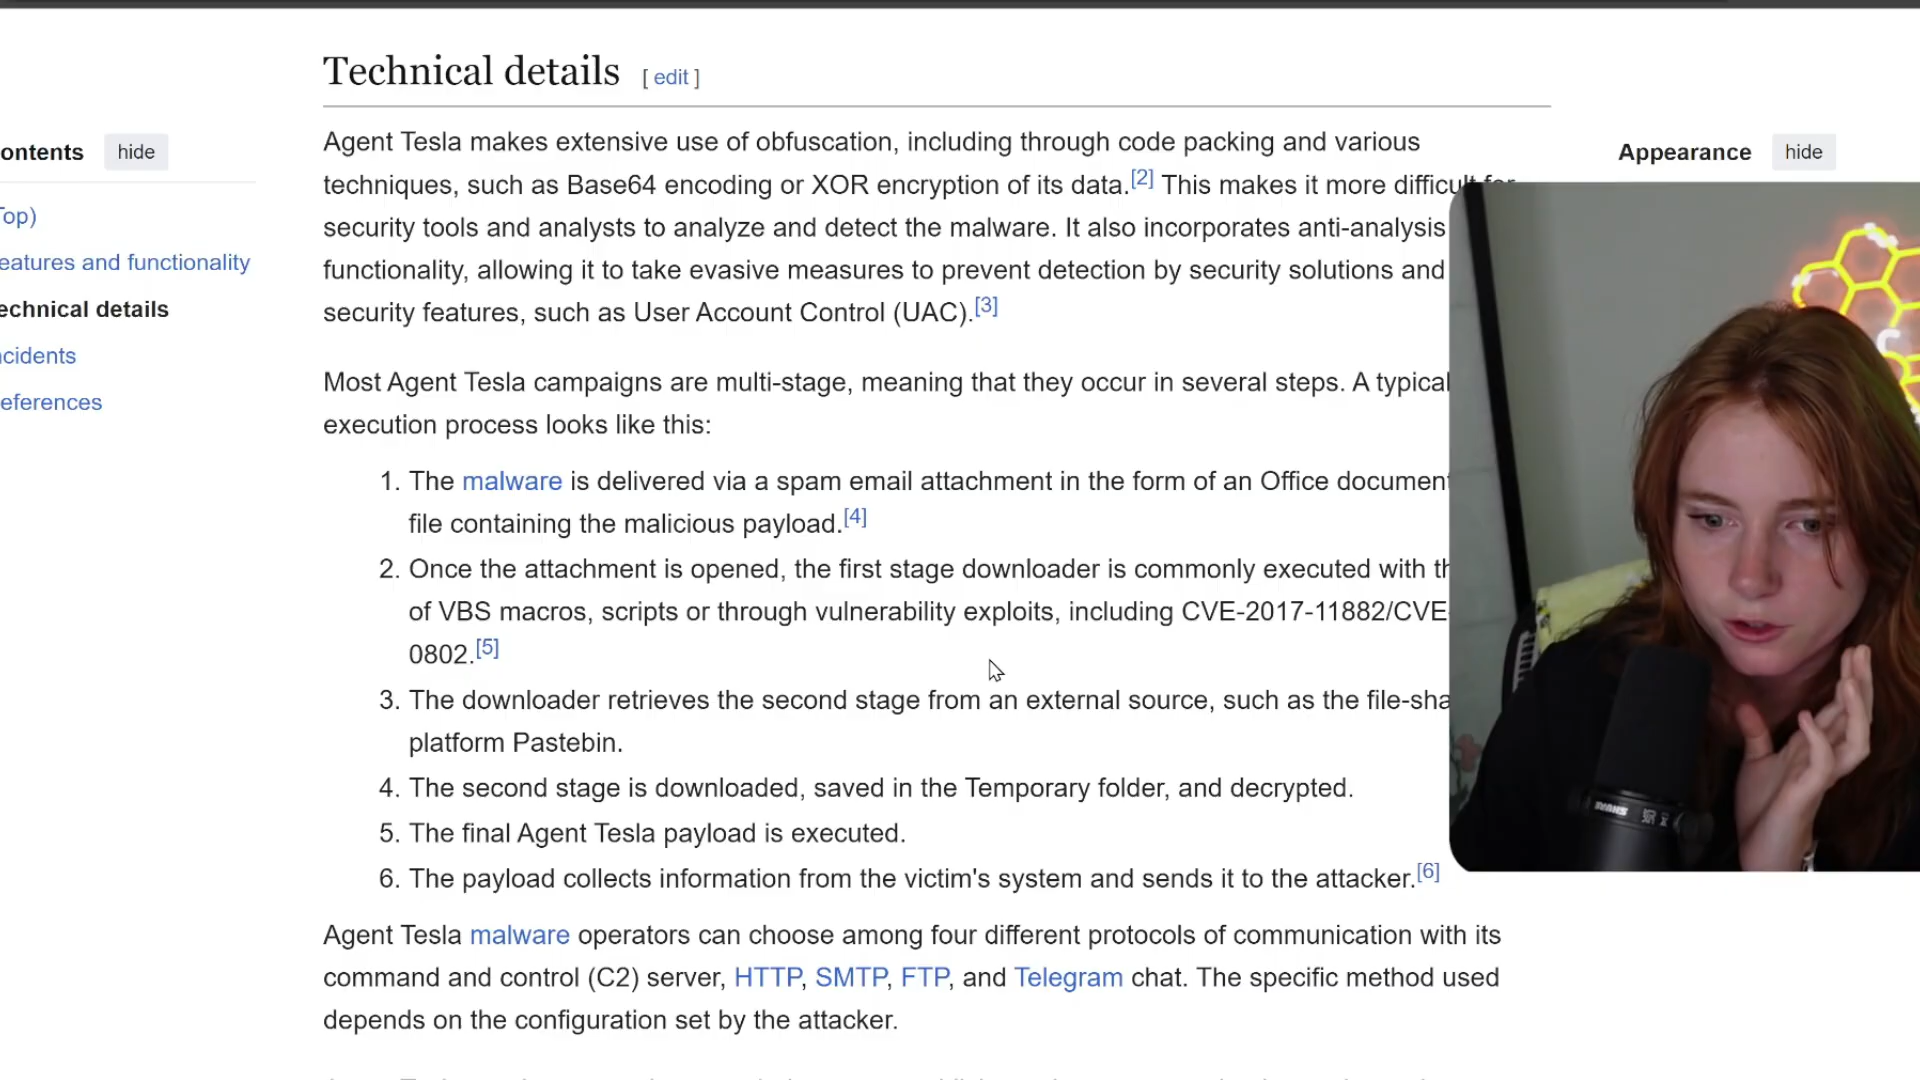 Technical details [ edit ]
ontents hide
Top)
eatures and functionality
echnical details
ncidents
eferences
Appearance hide
Agent Tesla makes extensive use of obfuscation, including through code packing and various
techniques, such as Base64 encoding or XOR encryption of its data.[2] This makes it more difficult for
security tools and analysts to analyze and detect the malware. It also incorporates anti-analysis
functionality, allowing it to take evasive measures to prevent detection by security solutions and
security features, such as User Account Control (UAC).[3]
Most Agent Tesla campaigns are multi-stage, meaning that they occur in several steps. A typical
execution process looks like this:
1. The malware is delivered via a spam email attachment in the form of an Office document
file containing the malicious payload.[4]
2. Once the attachment is opened, the first stage downloader is commonly executed with th
of VBS macros, scripts or through vulnerability exploits, including CVE-2017-11882/CVE-
0802.[5]
3. The downloader retrieves the second stage from an external source, such as the file-sha
platform Pastebin.
4. The second stage is downloaded, saved in the Temporary folder, and decrypted.
5. The final Agent Tesla payload is executed.
6. The payload collects information from the victim's system and sends it to the attacker.[6]
Agent Tesla malware operators can choose among four different protocols of communication with its
command and control (C2) server, HTTP, SMTP, FTP, and Telegram chat. The specific method used
depends on the configuration set by the attacker.